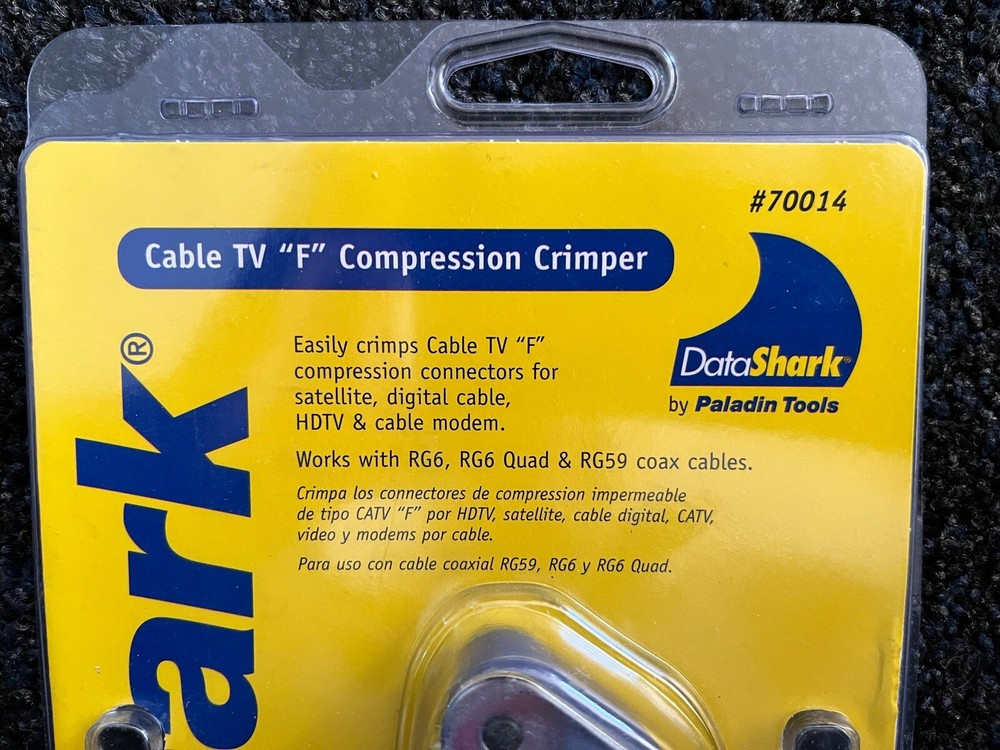 #70014
Cable TV “F” Compression Crimper
Easily crimps Cable TV “F”
compression connectors for
satellite, digital cable,
HDTV & cable modem.
DataShark®
by Paladin Tools
Works with RG6, RG6 Quad & RG59 coax cables.
Crimpa los connectores de compression impermeable
de tipo CATV “F” por HDTV, satellite, cable digital, CATV,
video y modems por cable.
Para uso con cable coaxial RG59, RG6 y RG6 Quad.
ark®